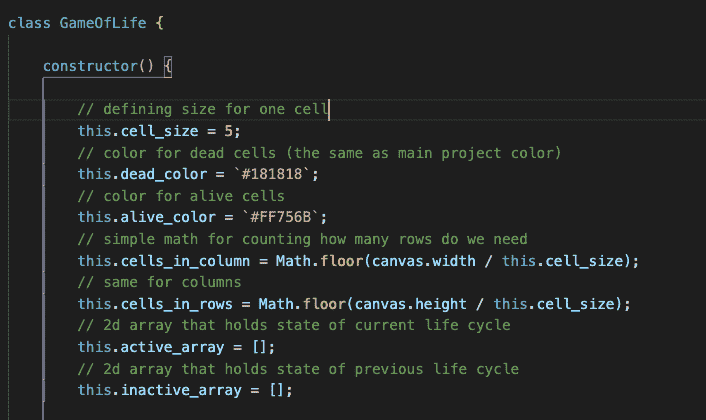 class GameOfLife {
constructor() {
// defining size for one cell
this.cell_size = 5;
// color for dead cells (the same as main project color)
this.dead_color = `#181818`;
// color for alive cells
this.alive_color = `#FF756B`;
// simple math for counting how many rows do we need
this.cells_in_column = Math.floor(canvas.width / this.cell_size);
// same for columns
this.cells_in_rows = Math.floor(canvas.height / this.cell_size);
// 2d array that holds state of current life cycle
this.active_array = [];
// 2d array that holds state of previous life cycle
this.inactive_array = [];